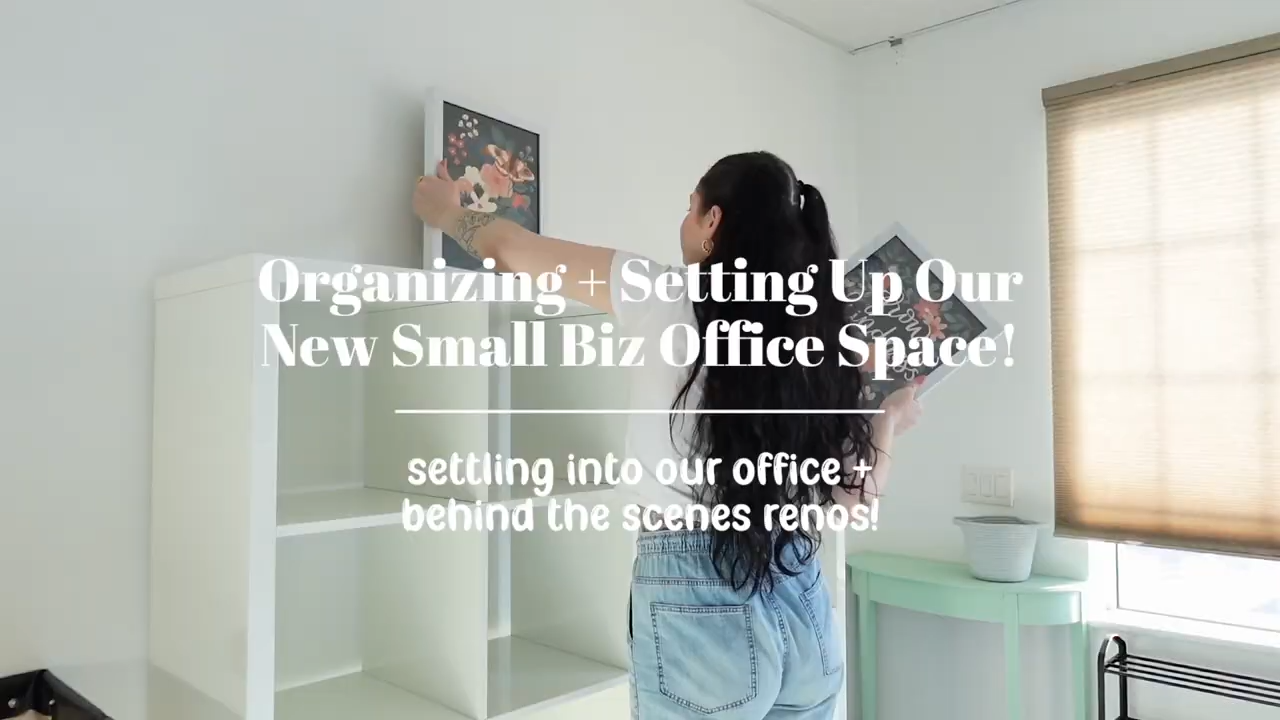 Organizing + Setting Up Our
New Small Biz Office Space!
settling into our office +
behind the scenes renos!